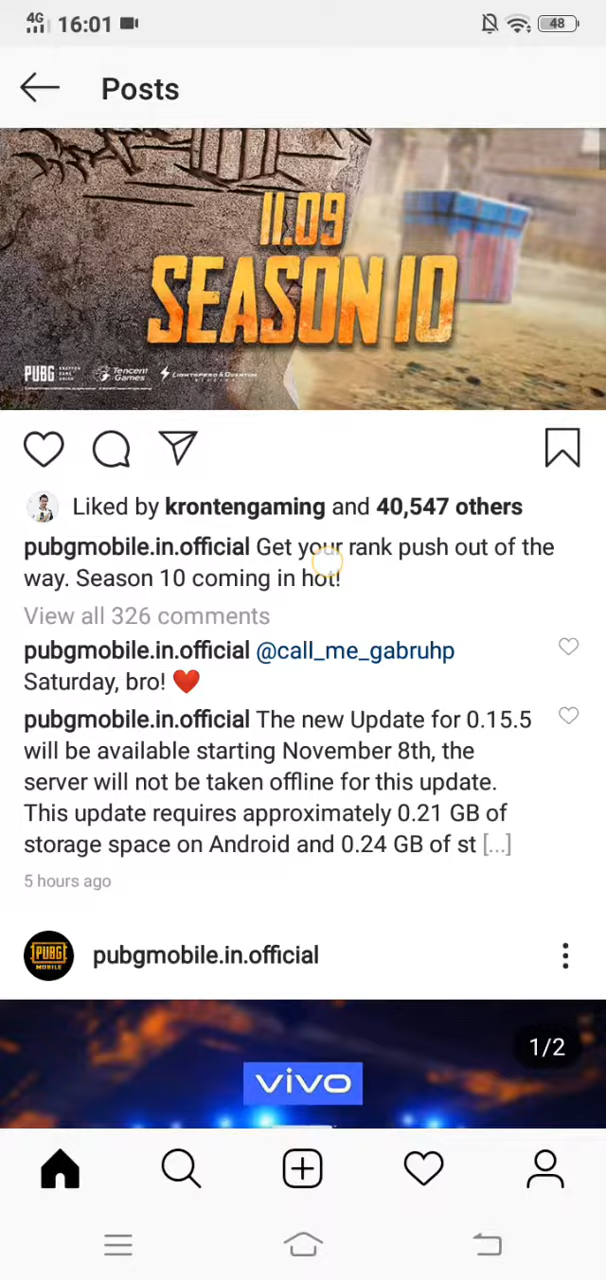 4G 16:01 48
Posts
11.09
SEASON 10
PUBG Tencent Games LIGHTSPEED & QUANTUM
Liked by krontengaming and 40,547 others
pubgmobile.in.official Get your rank push out of the
way. Season 10 coming in hot!
View all 326 comments
pubgmobile.in.official @call_me_gabruhp
Saturday, bro! ❤️
pubgmobile.in.official The new Update for 0.15.5
will be available starting November 8th, the
server will not be taken offline for this update.
This update requires approximately 0.21 GB of
storage space on Android and 0.24 GB of st [...]
5 hours ago
PUBG
MOBILE
pubgmobile.in.official
1/2
vivo